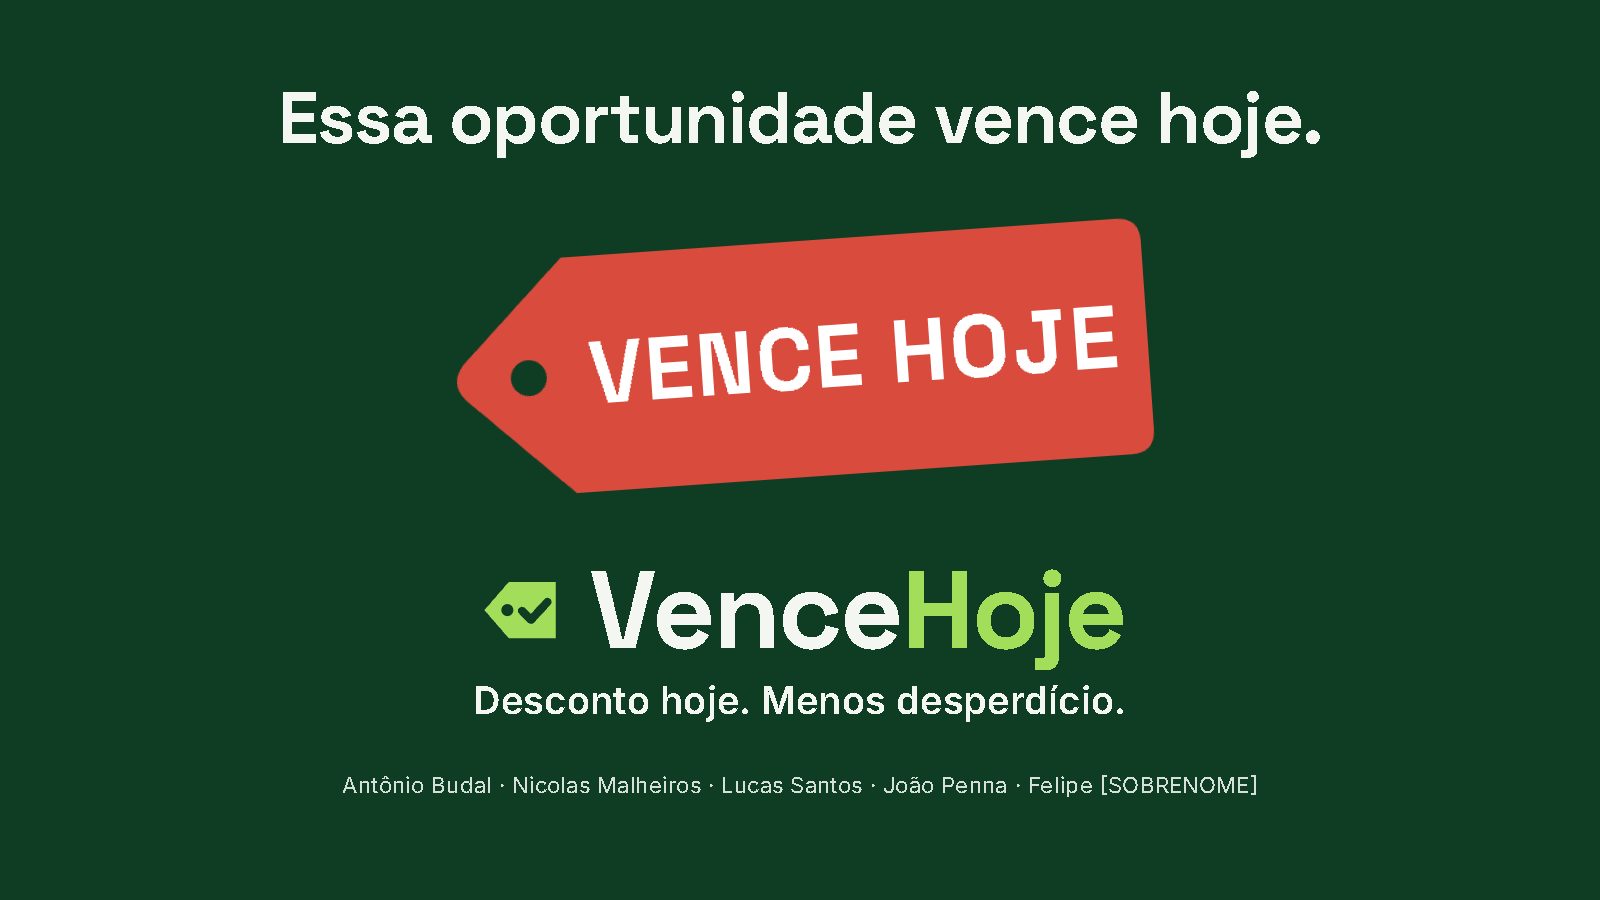 Essa oportunidade vence hoje.
VENCE HOJE
VenceHoje
Desconto hoje. Menos desperdício.
Antônio Budal · Nicolas Malheiros · Lucas Santos · João Penna · Felipe [SOBRENOME]